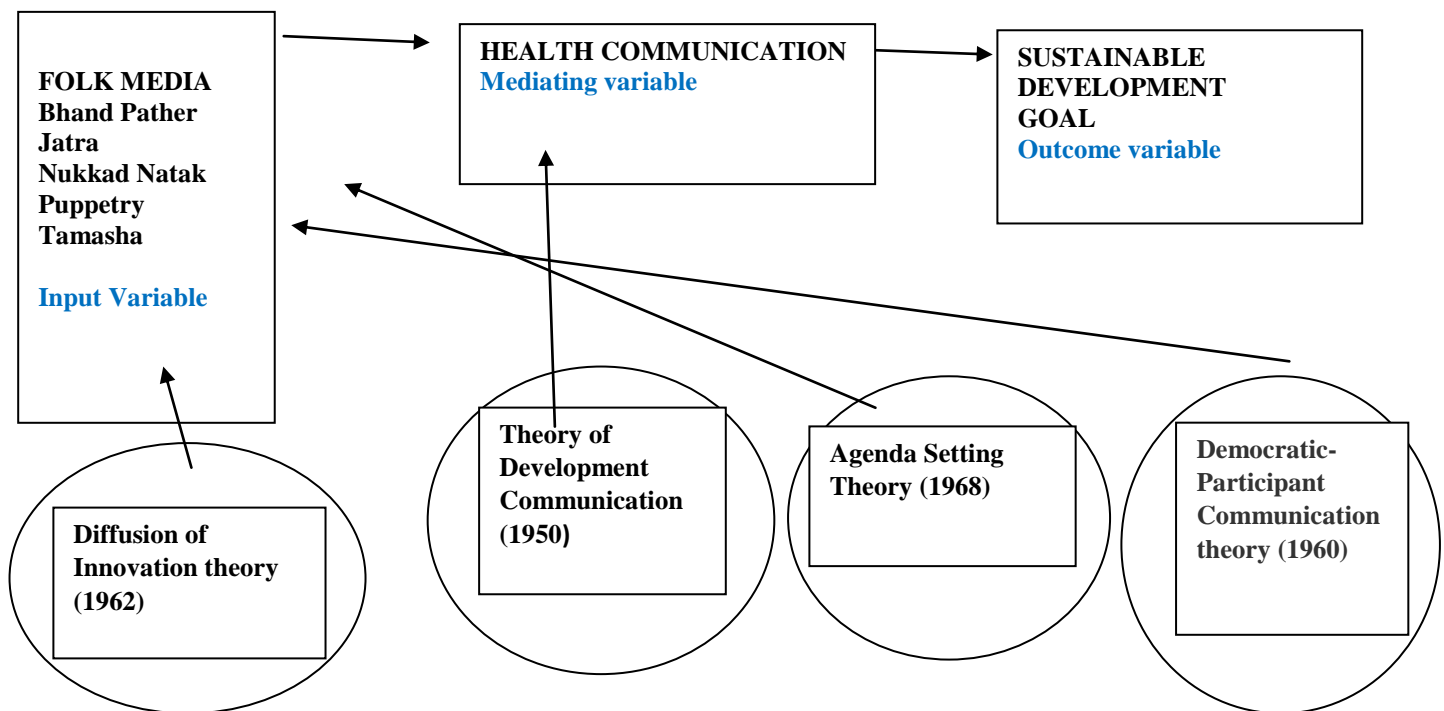 FOLK MEDIA
Bhand Pather
Jatra
Nukkad Natak
Puppetry
Tamasha
Input Variable
HEALTH COMMUNICATION
Mediating variable
SUSTAINABLE
DEVELOPMENT
GOAL
Outcome variable
Diffusion of
Innovation theory
(1962)
Theory of
Development
Communication
(1950)
Agenda Setting
Theory (1968)
Democratic-
Participant
Communication
theory (1960)